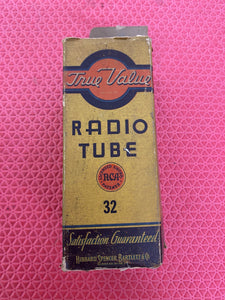 True Value
RADIO
TUBE
RCA
32
Satisfaction Guaranteed
HIBBARD, SPENCER, BARTLETT & CO.